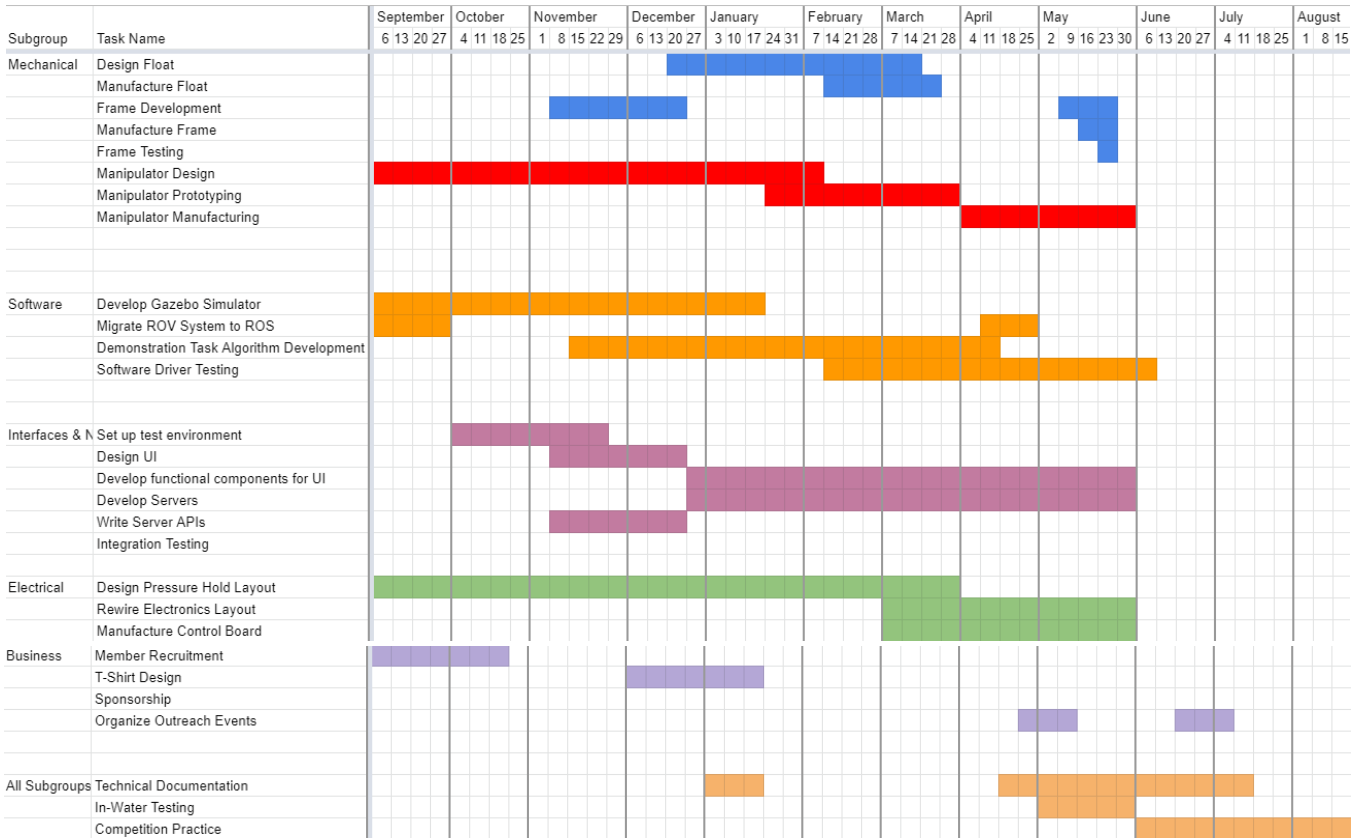 September October November December January February March April May June July August
Subgroup Task Name 6 13 20 27 4 11 18 25 1 8 15 22 29 6 13 20 27 3 10 17 24 31 7 14 21 28 7 14 21 28 4 11 18 25 2 9 16 23 30 6 13 20 27 4 11 18 25 1 8 15
Mechanical Design Float
Manufacture Float
Frame Development
Manufacture Frame
Frame Testing
Manipulator Design
Manipulator Prototyping
Manipulator Manufacturing
Software Develop Gazebo Simulator
Migrate ROV System to ROS
Demonstration Task Algorithm Development
Software Driver Testing
Interfaces & N Set up test environment
Design UI
Develop functional components for UI
Develop Servers
Write Server APIs
Integration Testing
Electrical Design Pressure Hold Layout
Rewire Electronics Layout
Manufacture Control Board
Business Member Recruitment
T-Shirt Design
Sponsorship
Organize Outreach Events
All Subgroups Technical Documentation
In-Water Testing
Competition Practice